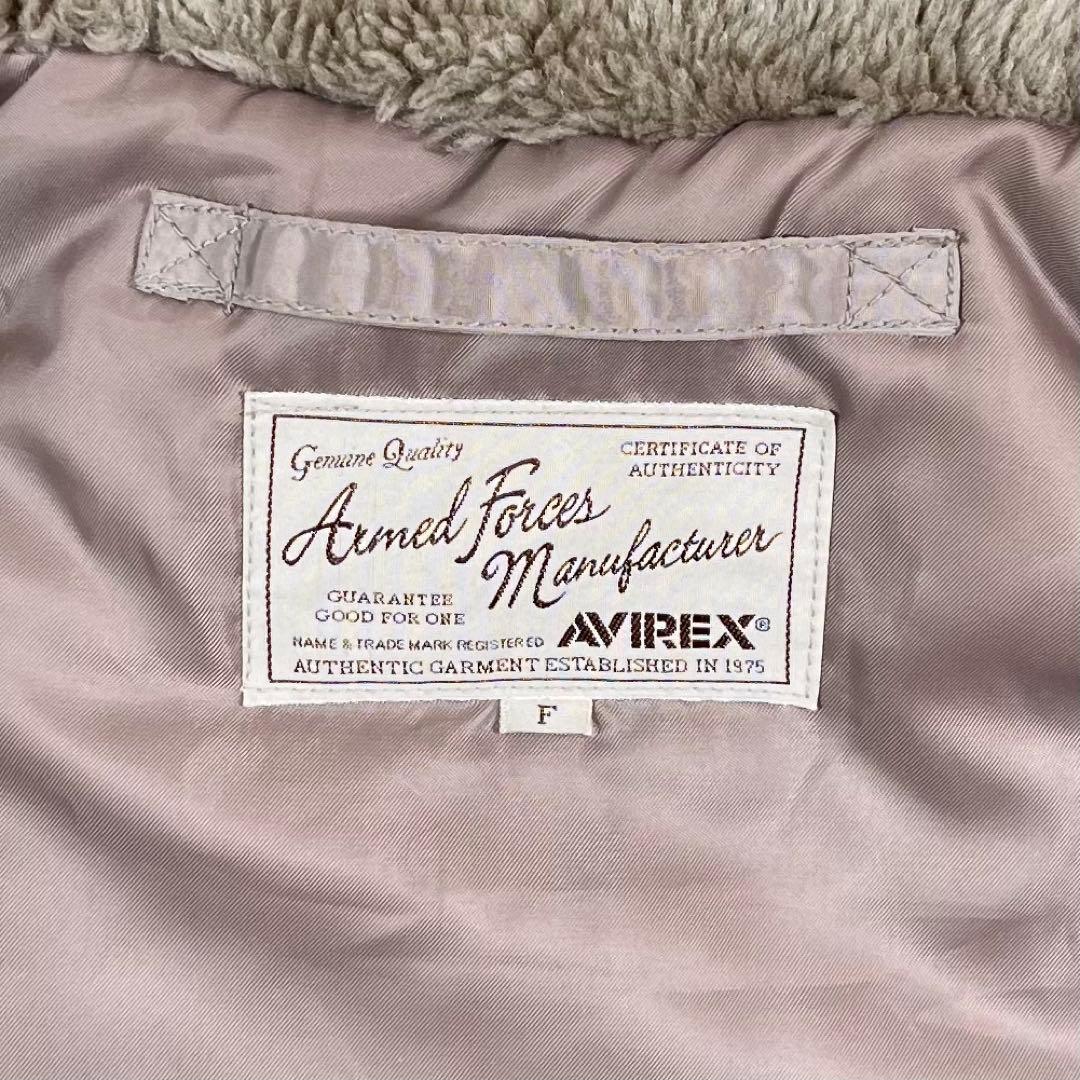 Genuine Quality
CERTIFICATE OF
AUTHENTICITY
Armed Forces
Manufacturer
GUARANTEE
GOOD FOR ONE
NAME & TRADE MARK REGISTERED
AVIREX®
AUTHENTIC GARMENT ESTABLISHED IN 1975
F